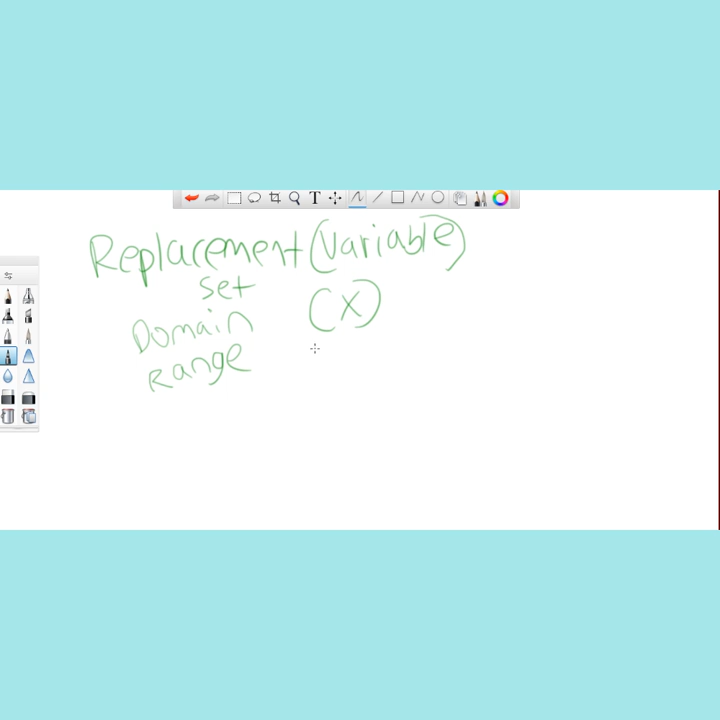 Replacement (Variable)
set (x)
Domain
Range